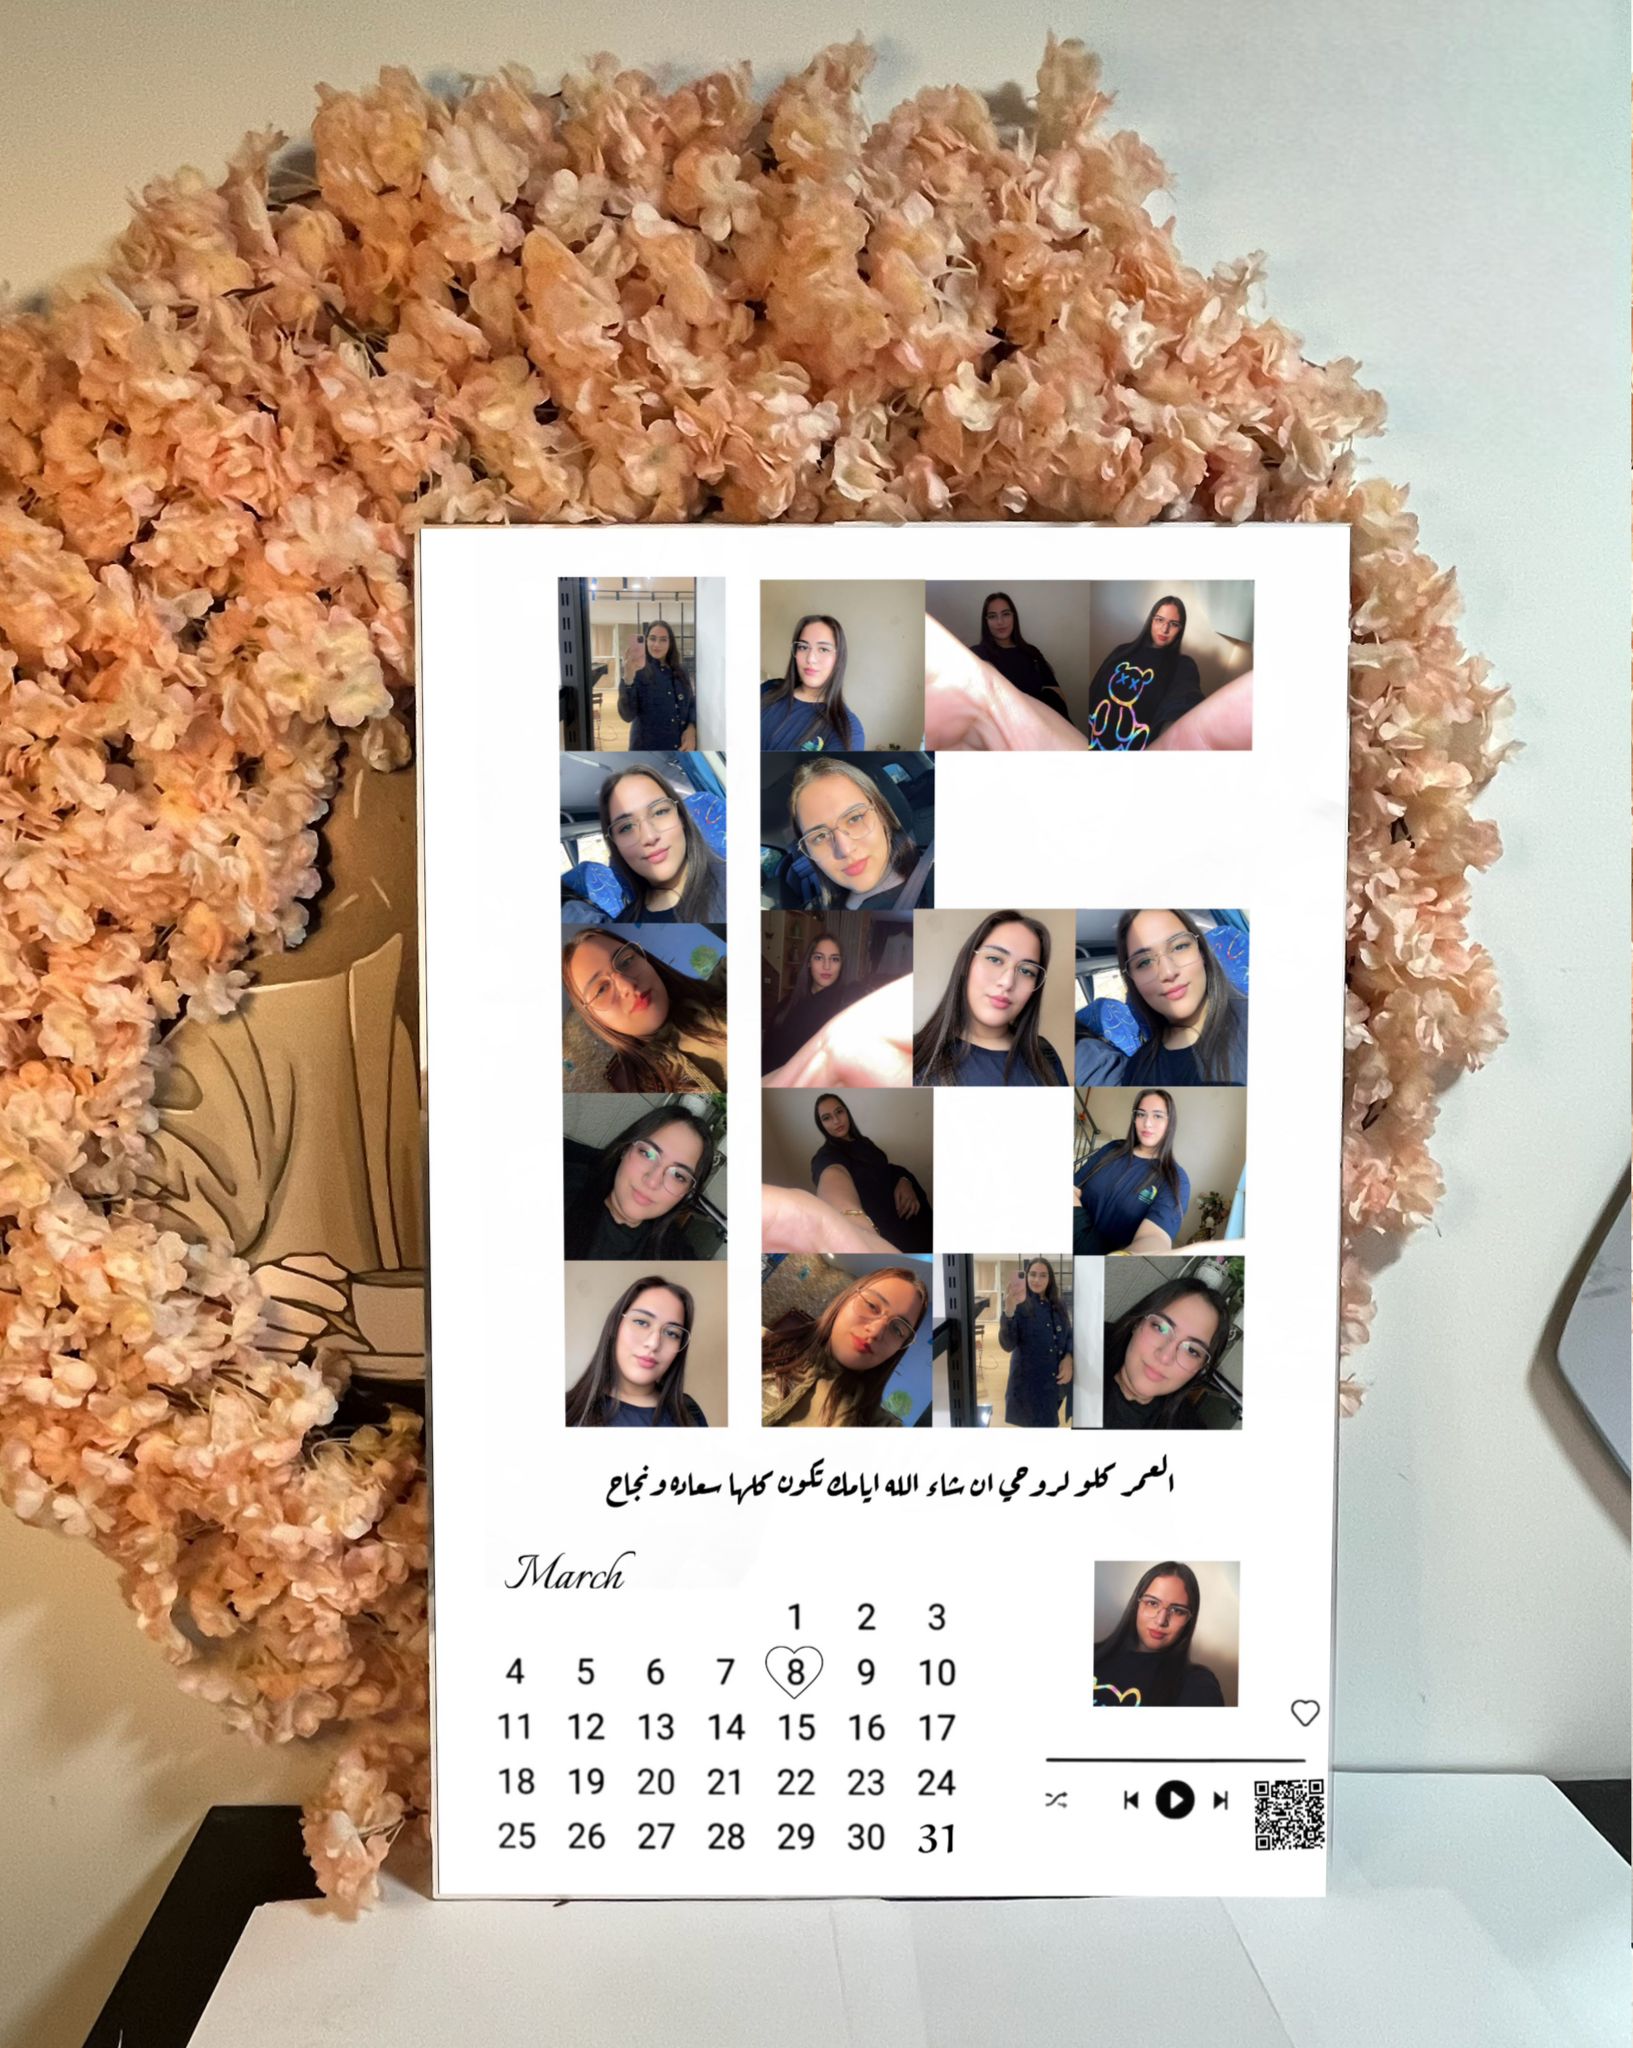 العمر كلو لروحي ان شاء الله ايامك تكون كلها سعاده ونجاح
March
1 2 3
4 5 6 7 8 9 10
11 12 13 14 15 16 17
18 19 20 21 22 23 24
25 26 27 28 29 30 31